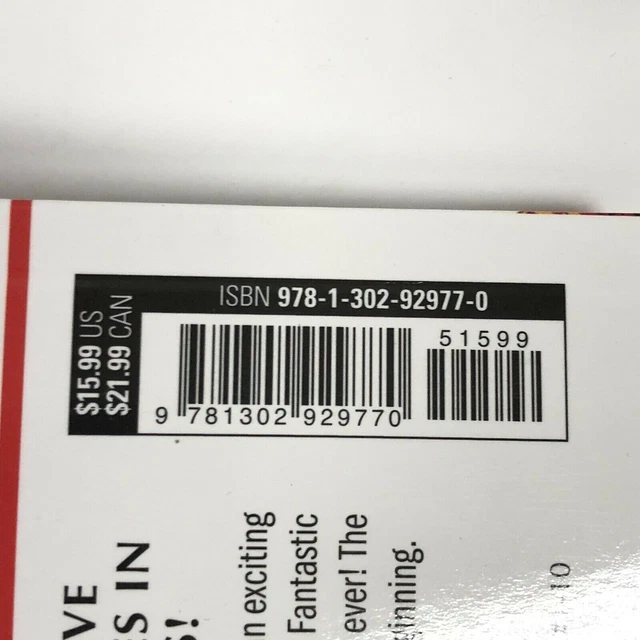 ISBN 978-1-302-92977-0
$15.99 US
$21.99 CAN
51599
9 781302 929770
VE
SS IN
S!
n exciting
Fantastic
ever! The
inning.